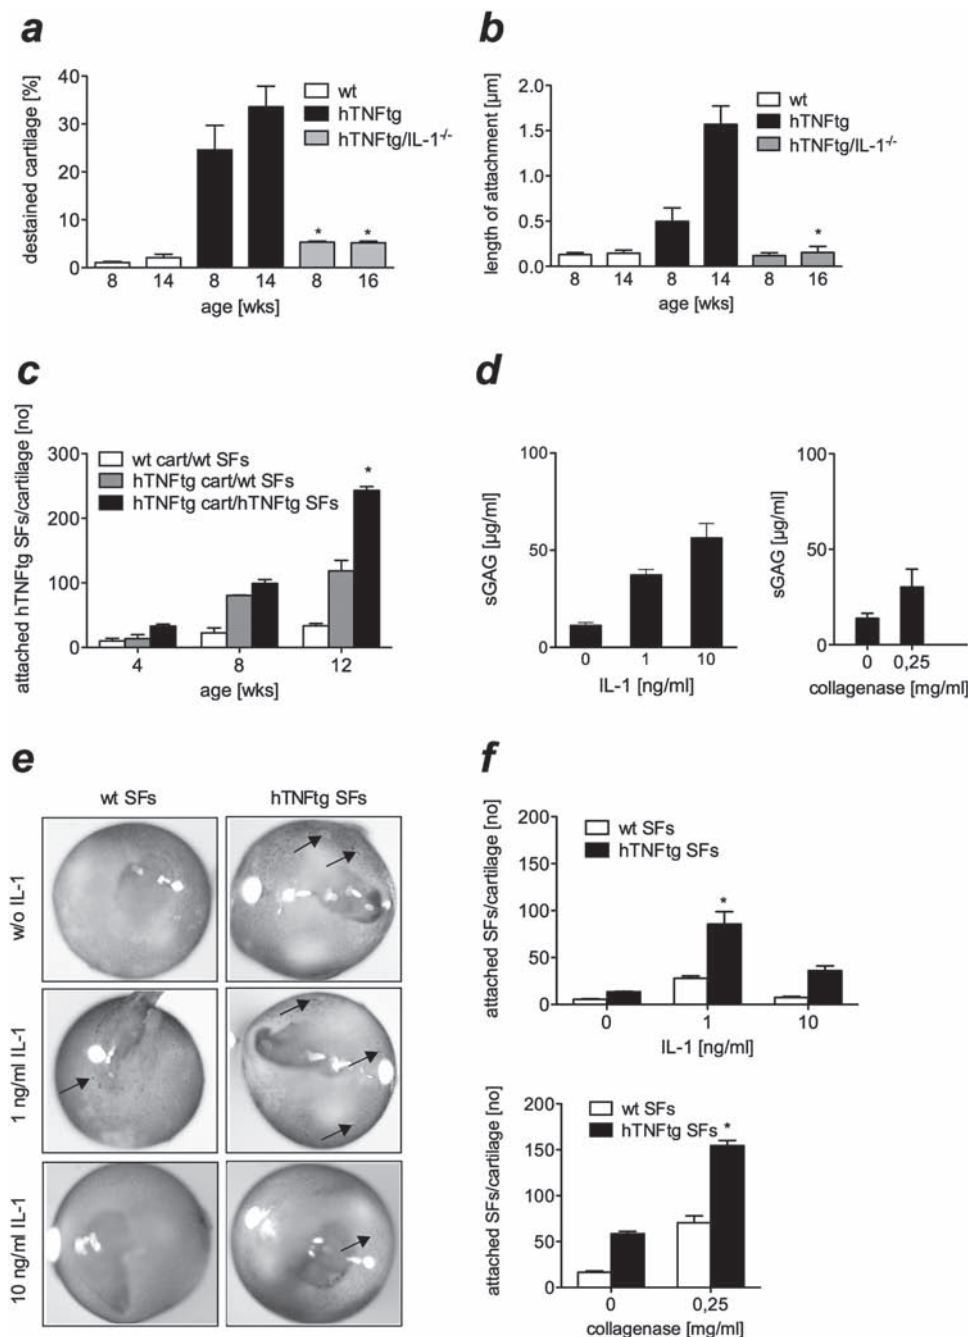 a
destained cartilage [%]
40
30
20
10
0
wt
hTNFtg
hTNFtg/IL-1-/-
* *
8 14 8 14 8 16
age [wks]
b
length of attachment [µm]
2.0
1.5
1.0
0.5
0.0
wt
hTNFtg
hTNFtg/IL-1-/-
*
8 14 8 14 8 16
age [wks]
c
attached hTNFtg SFs/cartilage [no]
300
200
100
0
wt cart/wt SFs
hTNFtg cart/wt SFs
hTNFtg cart/hTNFtg SFs
*
4 8 12
age [wks]
d
sGAG [µg/ml]
100
50
0
0 1 10
IL-1 [ng/ml]
sGAG [µg/ml]
100
50
0
0 0,25
collagenase [mg/ml]
e
wt SFs hTNFtg SFs
w/o IL-1
1 ng/ml IL-1
10 ng/ml IL-1
f
attached SFs/cartilage [no]
200
150
100
50
0
wt SFs
hTNFtg SFs
*
0 1 10
IL-1 [ng/ml]
attached SFs/cartilage [no]
200
150
100
50
0
wt SFs
hTNFtg SFs *
0 0,25
collagenase [mg/ml]